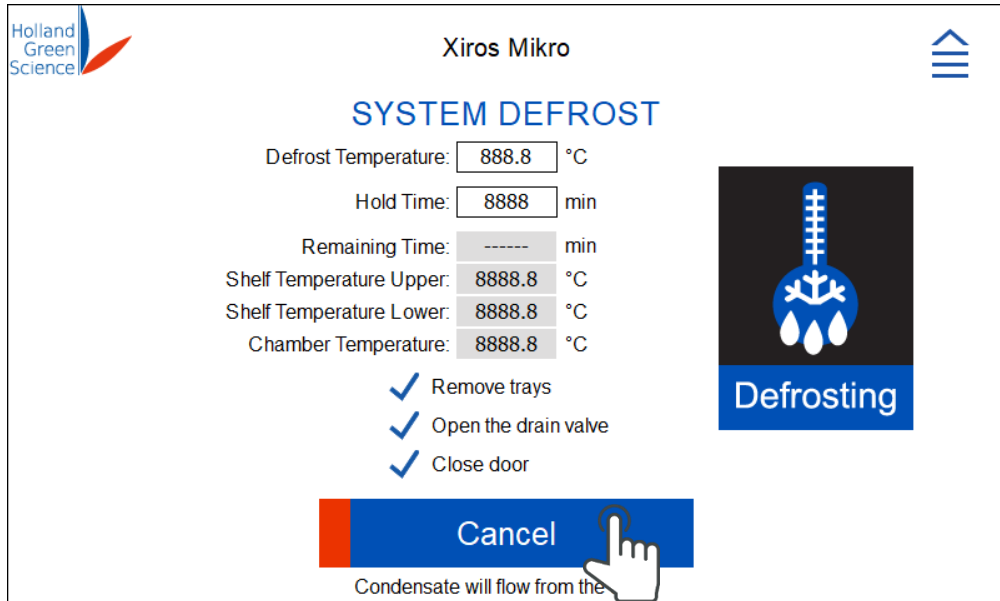 Holland
Green
Science
Xiros Mikro
SYSTEM DEFROST
Defrost Temperature: 888.8 °C
Hold Time: 8888 min
Remaining Time: ------ min
Shelf Temperature Upper: 8888.8 °C
Shelf Temperature Lower: 8888.8 °C
Chamber Temperature: 8888.8 °C
Remove trays
Open the drain valve
Close door
Defrosting
Cancel
Condensate will flow from the